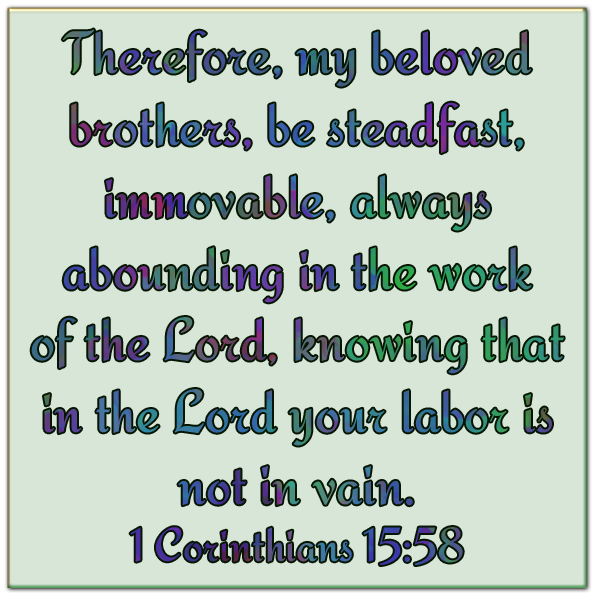 Therefore, my beloved
brothers, be steadfast,
immovable, always
abounding in the work
of the Lord, knowing that
in the Lord your labor is
not in vain.
1 Corinthians 15:58